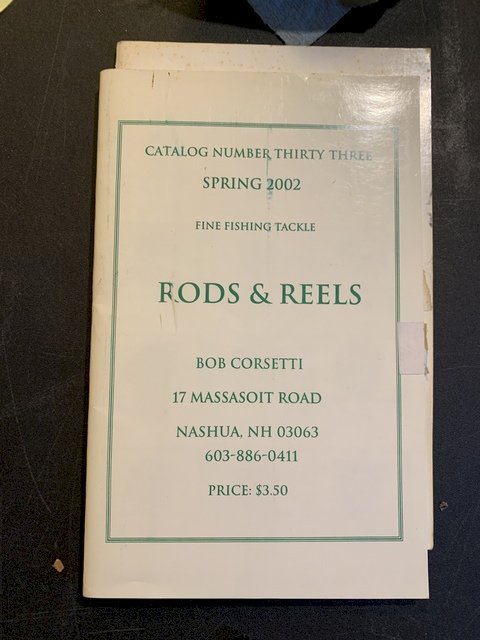 CATALOG NUMBER THIRTY THREE
SPRING 2002
FINE FISHING TACKLE
RODS & REELS
BOB CORSETTI
17 MASSASOIT ROAD
NASHUA, NH 03063
603-886-0411
PRICE: $3.50